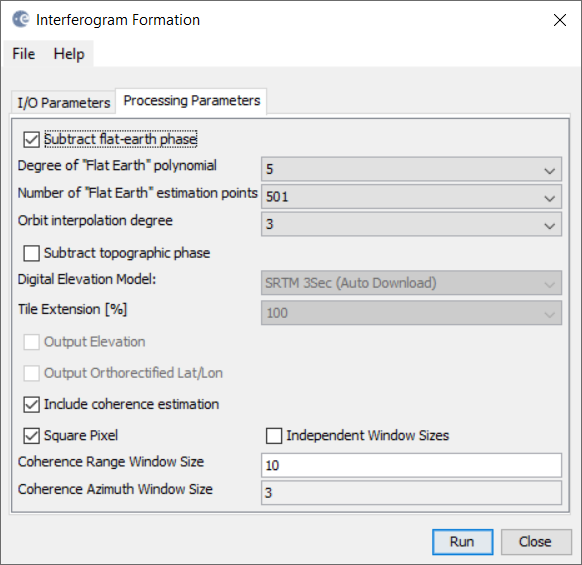 Interferogram Formation
File Help
I/O Parameters Processing Parameters
Subtract flat-earth phase
Degree of "Flat Earth" polynomial 5
Number of "Flat Earth" estimation points 501
Orbit interpolation degree 3
Subtract topographic phase
Digital Elevation Model: SRTM 3Sec (Auto Download)
Tile Extension [%] 100
Output Elevation
Output Orthorectified Lat/Lon
Include coherence estimation
Square Pixel Independent Window Sizes
Coherence Range Window Size 10
Coherence Azimuth Window Size 3
Run Close